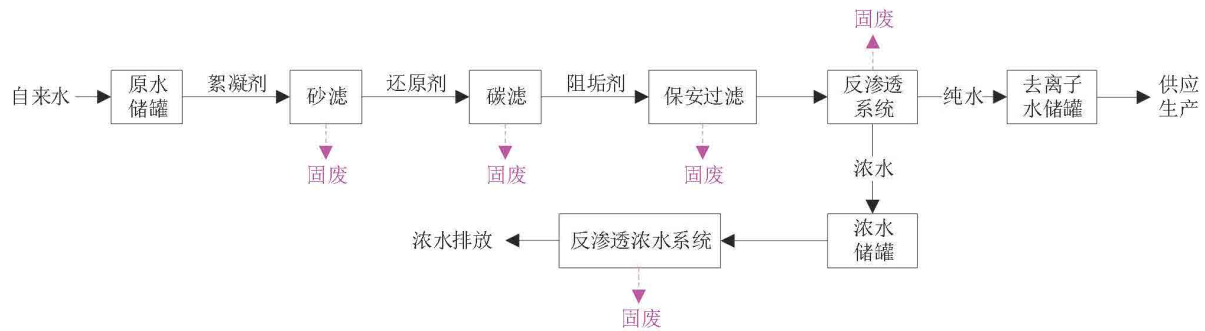 固废
自来水
原水
储罐
絮凝剂
砂滤
还原剂
碳滤
阻垢剂
保安过滤
反渗透
系统
纯水
去离子
水储罐
供应
生产
固废
固废
固废
浓水
浓水排放
反渗透浓水系统
浓水
储罐
固废